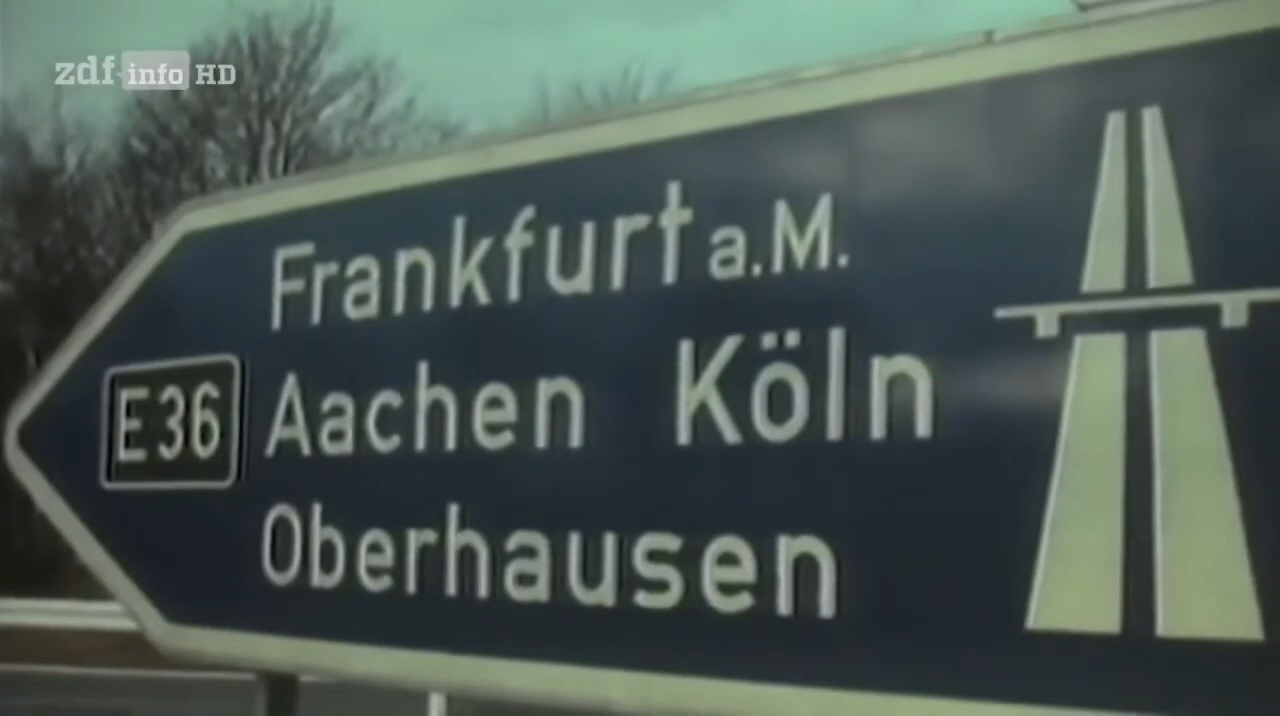 zdf info HD
Frankfurt a.M.
E36 Aachen Köln
Oberhausen